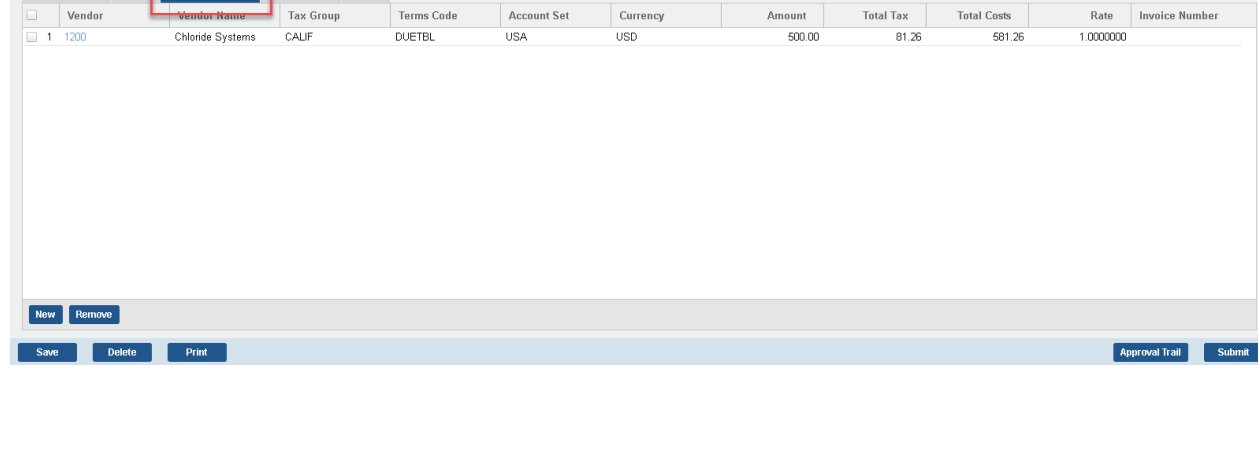 Vendor Vendor Name Tax Group Terms Code Account Set Currency Amount Total Tax Total Costs Rate Invoice Number
1 1200 Chloride Systems CALIF DUETBL USA USD 500.00 81.26 581.26 1.0000000
New Remove
Save Delete Print Approval Trail Submit